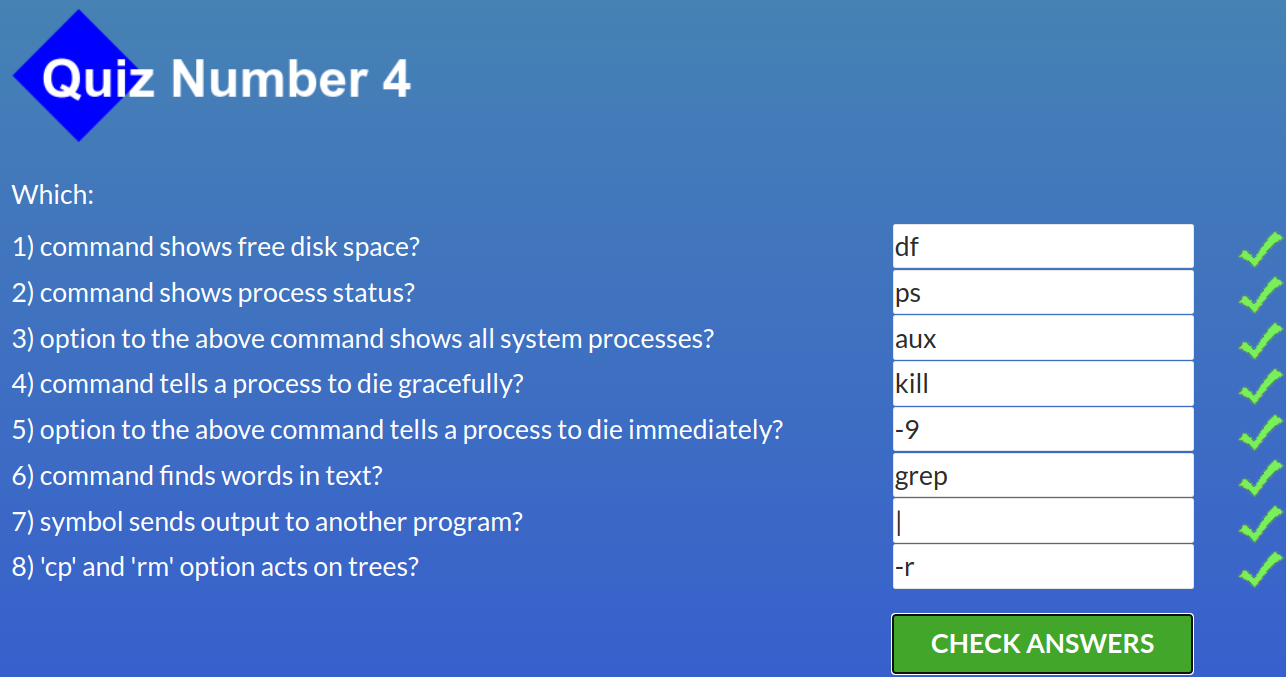 Quiz Number 4
Which:
1) command shows free disk space? df
2) command shows process status? ps
3) option to the above command shows all system processes? aux
4) command tells a process to die gracefully? kill
5) option to the above command tells a process to die immediately? -9
6) command finds words in text? grep
7) symbol sends output to another program? |
8) 'cp' and 'rm' option acts on trees? -r
CHECK ANSWERS